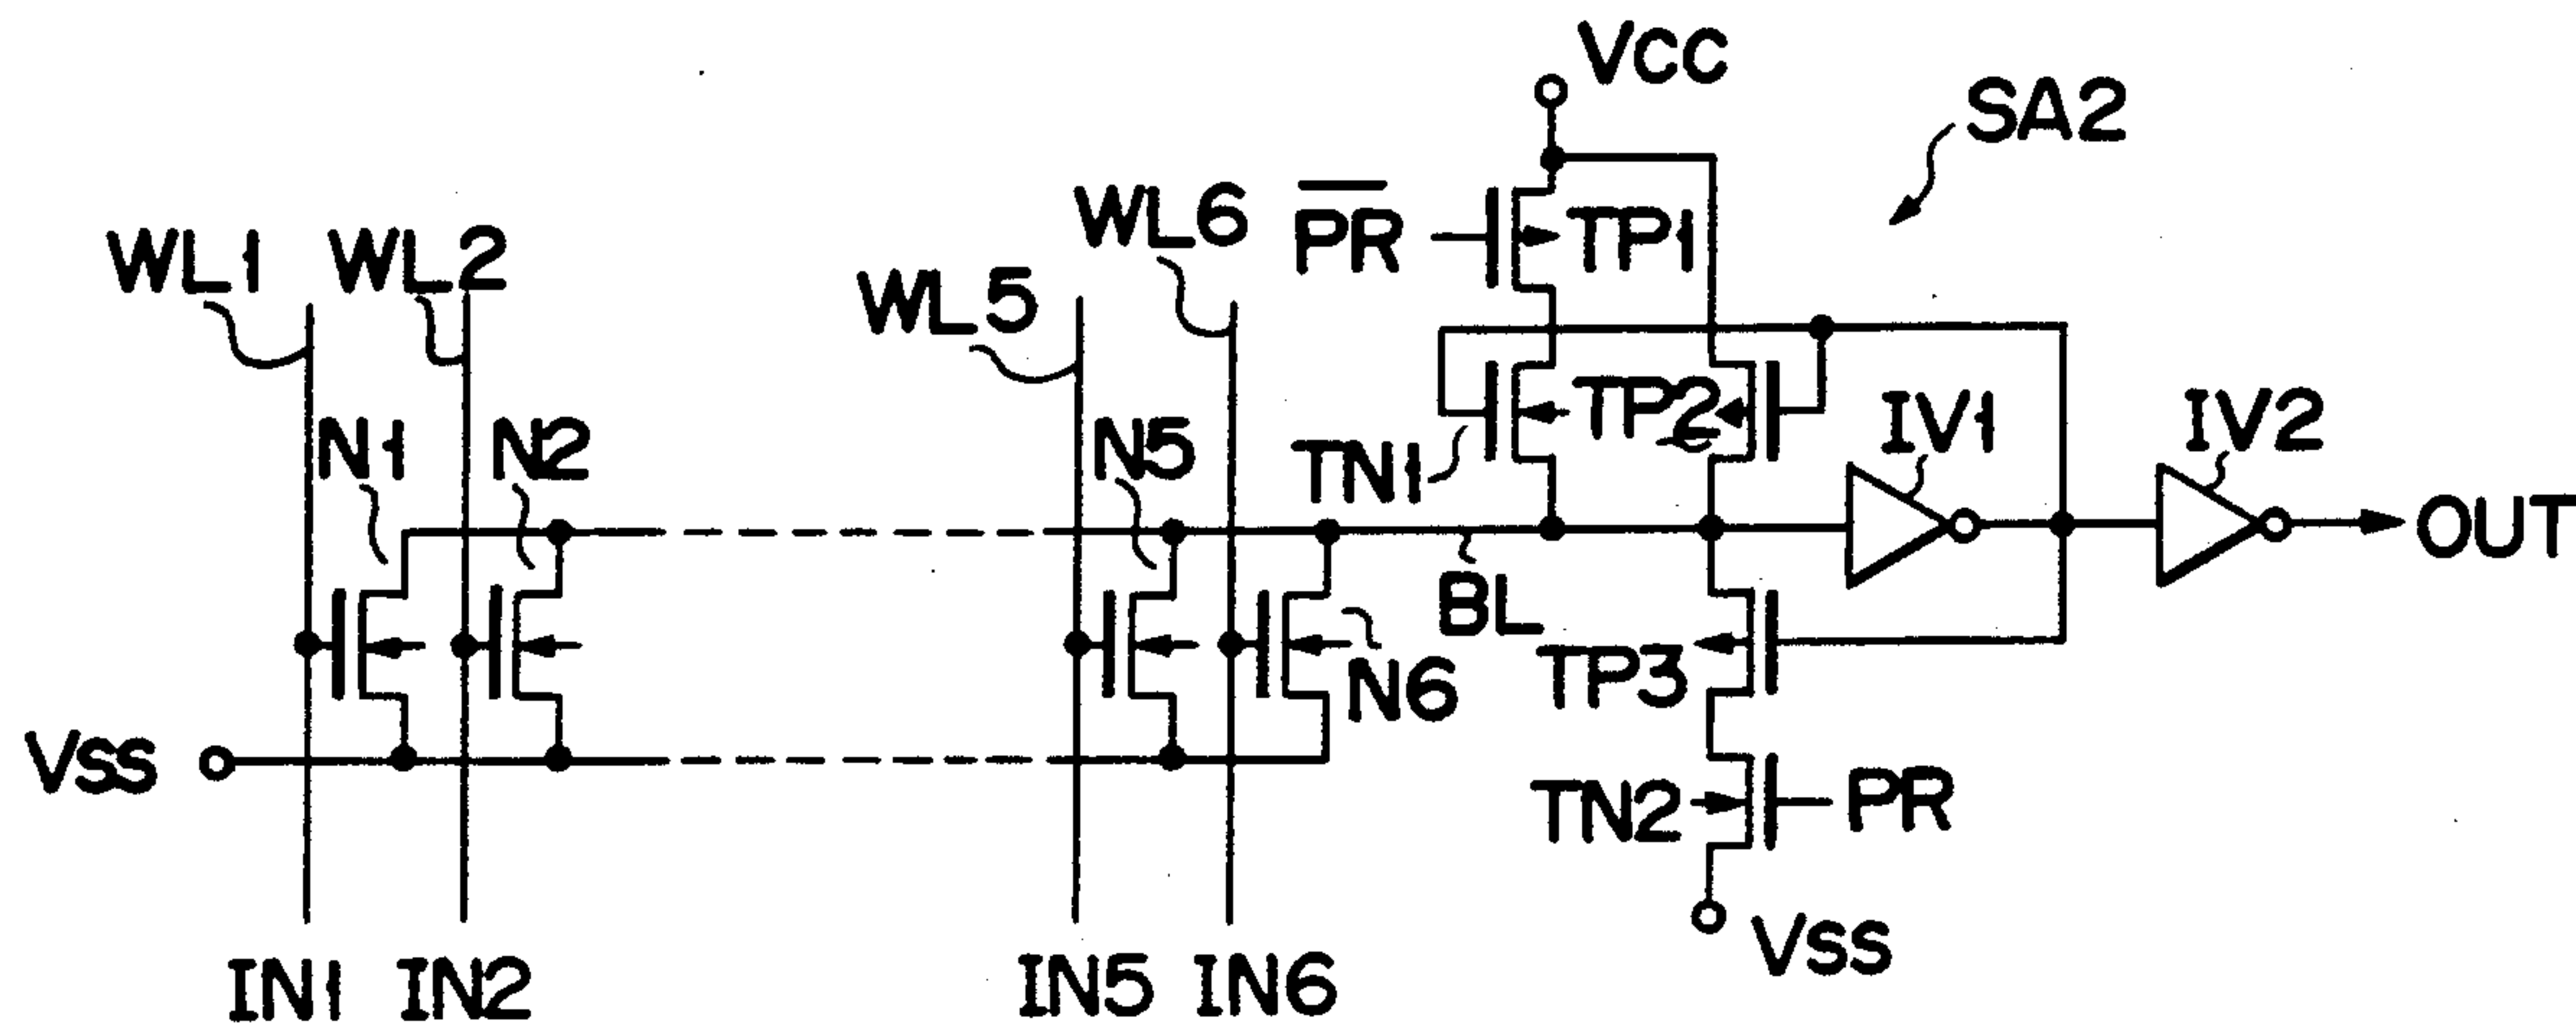 VCC
SA2
WL6
P̅R̅
TP1
WL1
WL2
WL5
TP2
IV1
IV2
N1
N2
N5
TN1
OUT
BL
TP3
N6
VSS
TN2
PR
VSS
IN1
IN2
IN5
IN6